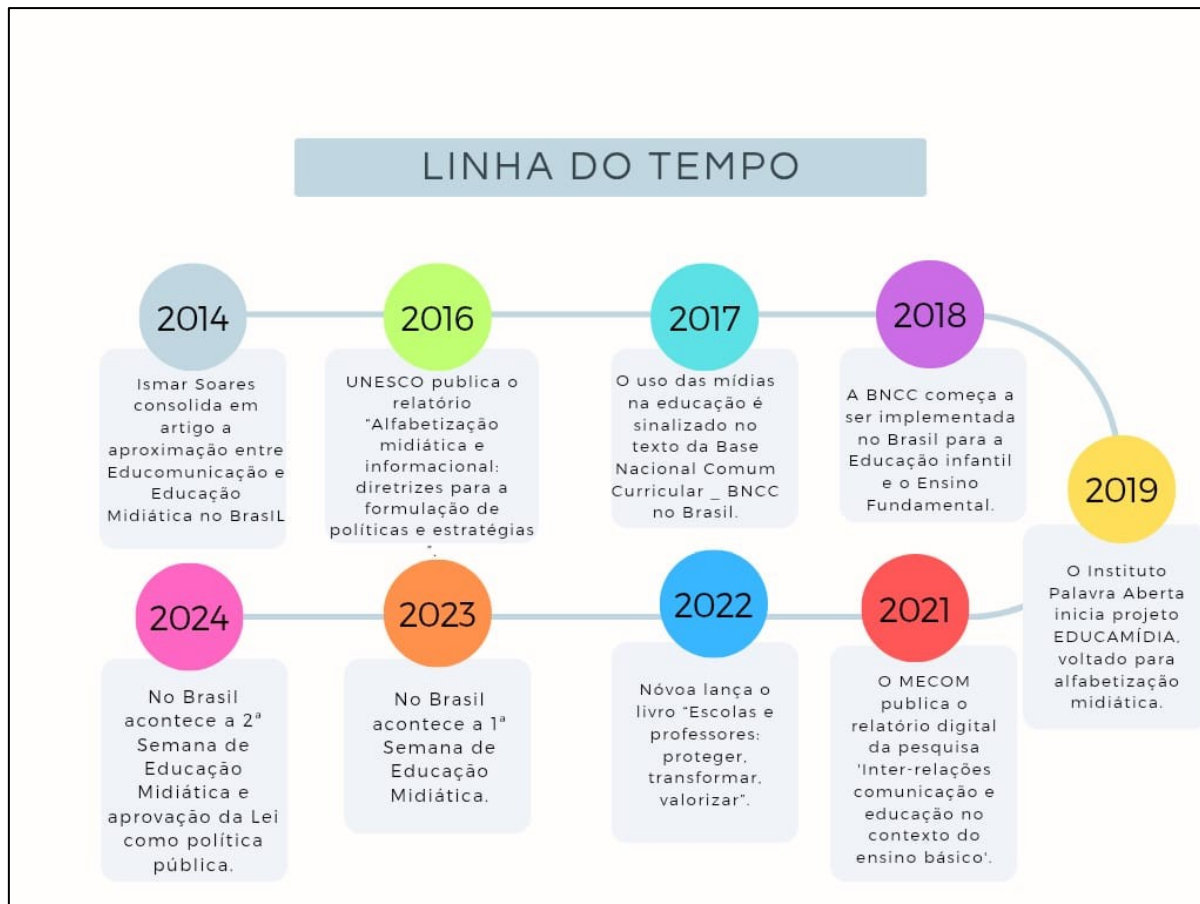 LINHA DO TEMPO
2014
Ismar Soares
consolida em
artigo a
aproximação entre
Educomunicação e
Educação
Midiática no BrasIL
2016
UNESCO publica o
relatório
"Alfabetização
midiática e
informacional:
diretrizes para a
formulação de
políticas e estratégias
".
2017
O uso das mídias
na educação é
sinalizado no
texto da Base
Nacional Comum
Curricular _ BNCC
no Brasil.
2018
A BNCC começa a
ser implementada
no Brasil para a
Educação infantil
e o Ensino
Fundamental.
2019
O Instituto
Palavra Aberta
inicia projeto
EDUCAMÍDIA,
voltado para
alfabetização
midiática.
2021
O MECOM
publica o
relatório digital
da pesquisa
'Inter-relações
comunicação e
educação no
contexto do
ensino básico'.
2022
Nóvoa lança o
livro "Escolas e
professores:
proteger,
transformar,
valorizar".
2023
No Brasil
acontece a 1ª
Semana de
Educação
Midiática.
2024
No Brasil
acontece a 2ª
Semana de
Educação
Midiática e
aprovação da Lei
como política
pública.